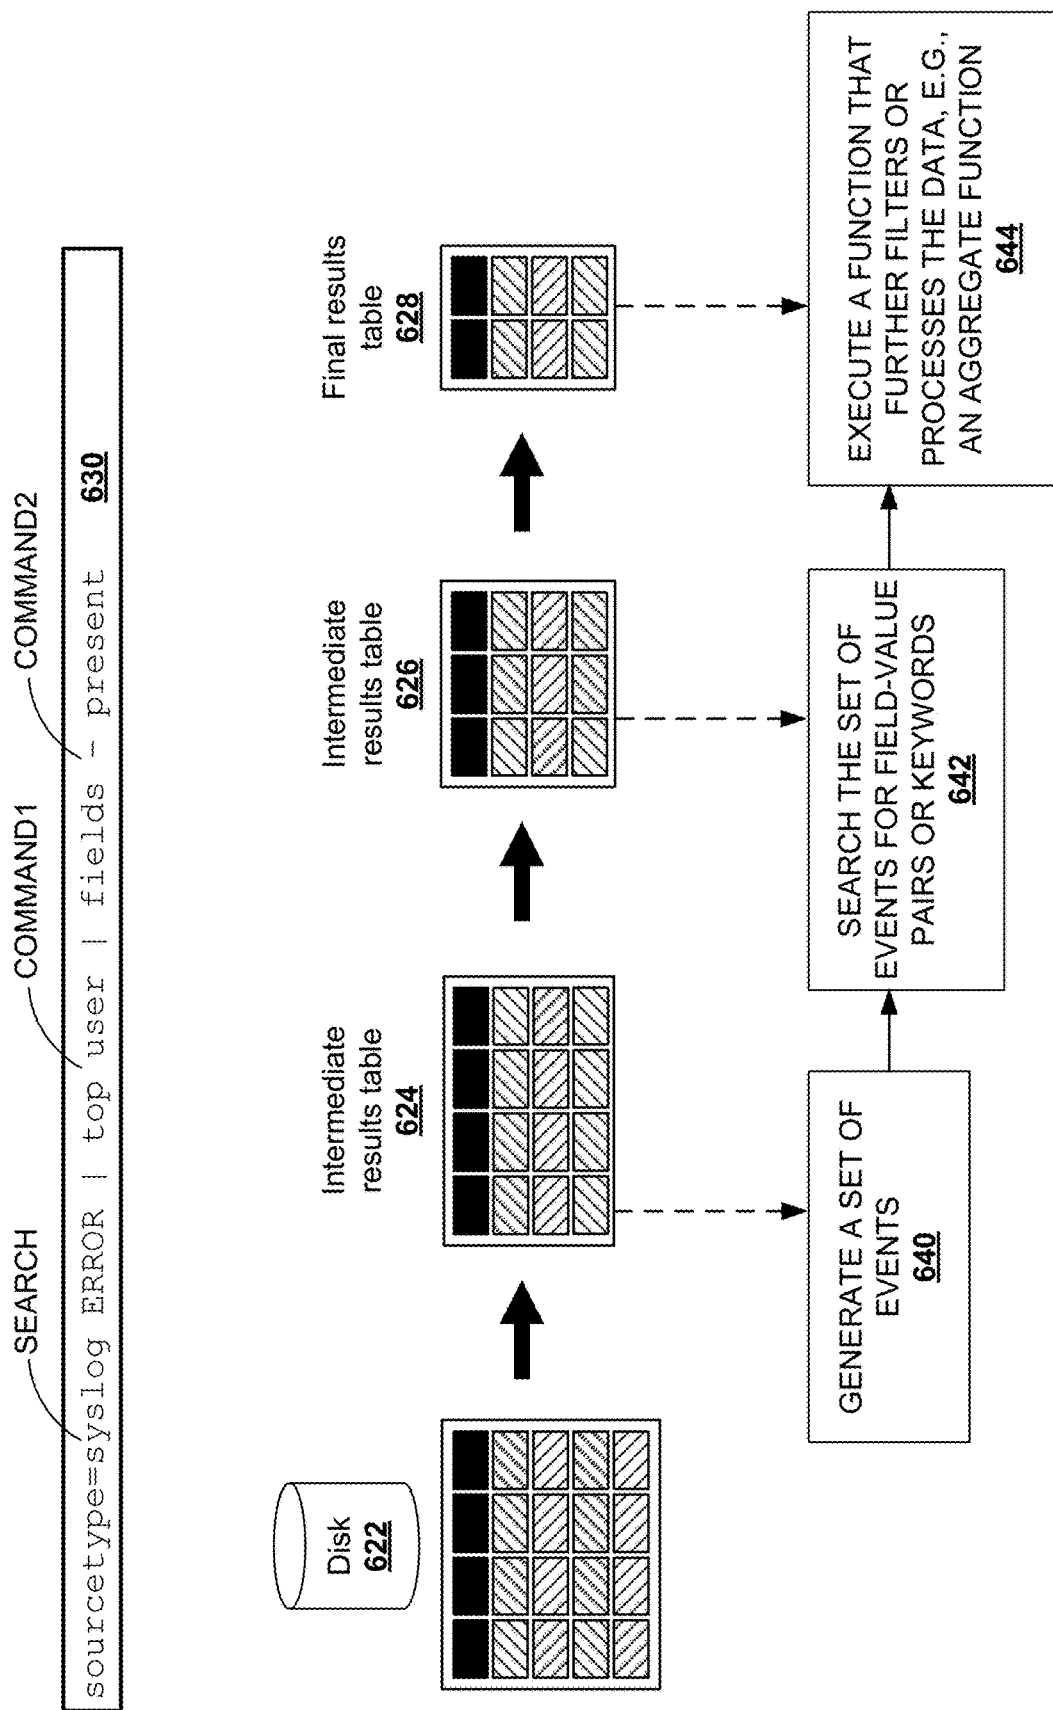 SEARCH
COMMAND1
COMMAND2
sourcetype=syslog ERROR | top user | fields – present 630
Disk
622
Intermediate
results table
624
Intermediate
results table
626
Final results
table
628
GENERATE A SET OF
EVENTS
640
SEARCH THE SET OF
EVENTS FOR FIELD-VALUE
PAIRS OR KEYWORDS
642
EXECUTE A FUNCTION THAT
FURTHER FILTERS OR
PROCESSES THE DATA, E.G.,
AN AGGREGATE FUNCTION
644